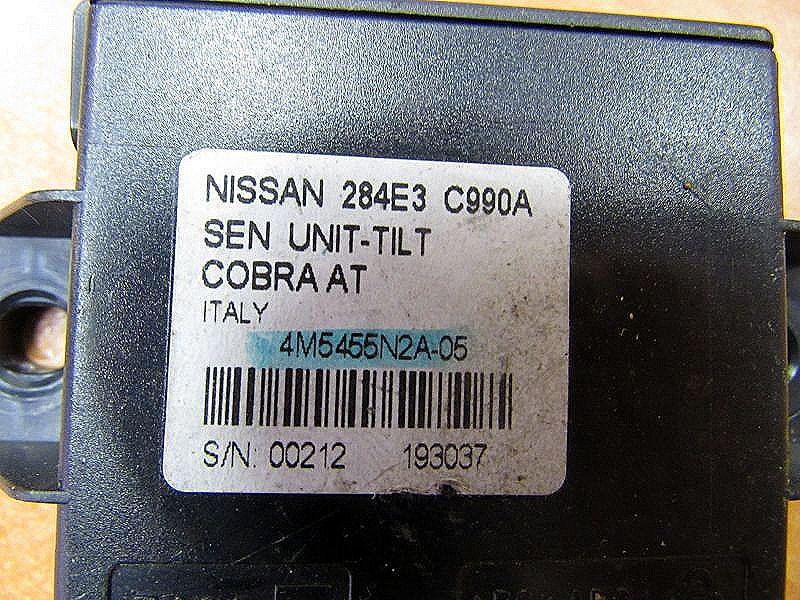 NISSAN 284E3 C990A
SEN UNIT-TILT
COBRA AT
ITALY
4M5455N2A-05
S/N: 00212 193037